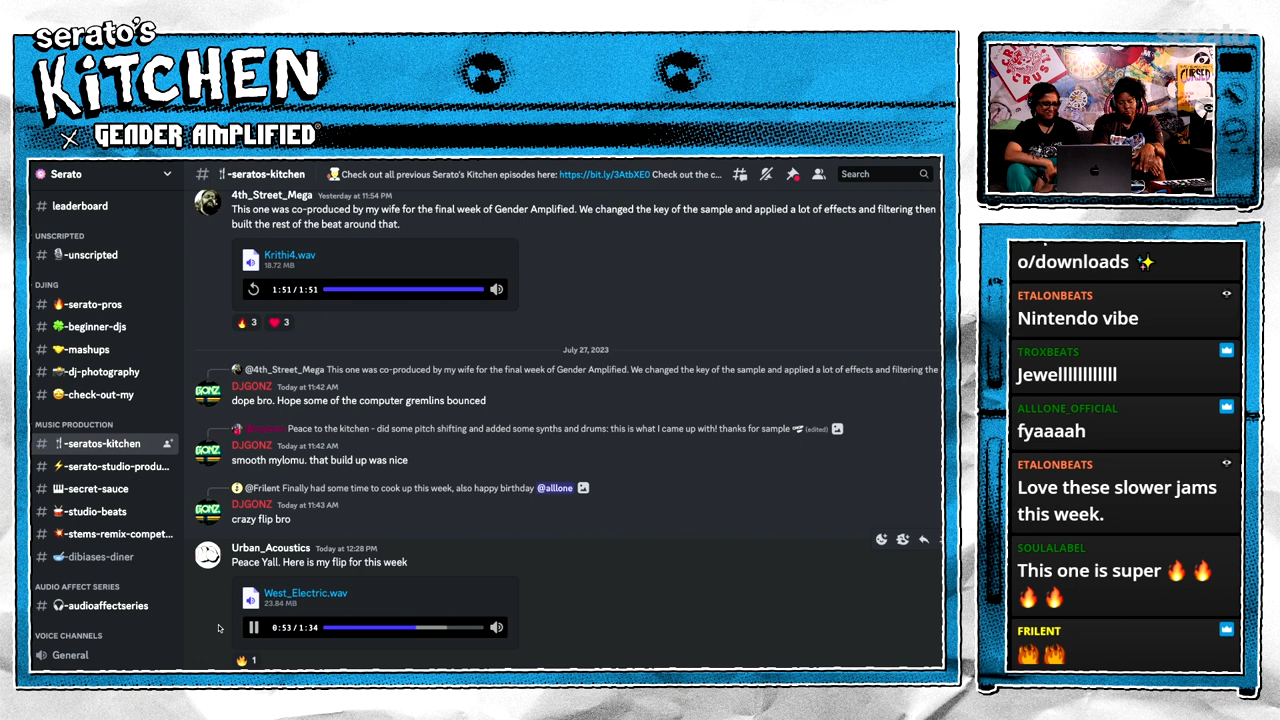 serato's
KiTCHEN
x GENDER AMPLIFIED
serato
CURSED
Serato
-seratos-kitchen
Check out all previous Serato's Kitchen episodes here: https://bit.ly/3AtbXE0 Check out the c...
Search
leaderboard
UNSCRIPTED
-unscripted
DJING
# 🔥-serato-pros
# 🍀-beginner-djs
# 🤝-mashups
# 📸-dj-photography
# 🤩-check-out-my
MUSIC PRODUCTION
# 🍴-seratos-kitchen
# ⚡-serato-studio-produ...
# -secret-sauce
# 🥁-studio-beats
# 💥-stems-remix-compet...
# 🥣-dibiases-diner
AUDIO AFFECT SERIES
# 🎧-audioaffectseries
VOICE CHANNELS
General
4th_Street_Mega Yesterday at 11:54 PM
This one was co-produced by my wife for the final week of Gender Amplified. We changed the key of the sample and applied a lot of effects and filtering then
built the rest of the beat around that.
Krithi4.wav
18.72 MB
1:51 / 1:51
🔥 3 ❤️ 3
July 27, 2023
@4th_Street_Mega This one was co-produced by my wife for the final week of Gender Amplified. We changed the key of the sample and applied a lot of effects and filtering the
DJGONZ Today at 11:42 AM
dope bro. Hope some of the computer gremlins bounced
Peace to the kitchen - did some pitch shifting and added some synths and drums: this is what I came up with! thanks for sample (edited)
DJGONZ Today at 11:42 AM
smooth mylomu. that build up was nice
@Frilent Finally had some time to cook up this week, also happy birthday @allone
DJGONZ Today at 11:43 AM
crazy flip bro
Urban_Acoustics Today at 12:28 PM
Peace Yall. Here is my flip for this week
West_Electric.wav
23.84 MB
0:53 / 1:34
🔥 1
GONZ
GONZ
GONZ
o/downloads ✨
ETALONBEATS
Nintendo vibe
TROXBEATS
Jewelllllllllll
ALLLONE_OFFICIAL
fyaaaah
ETALONBEATS
Love these slower jams
this week.
SOULALABEL
This one is super 🔥 🔥
🔥 🔥
FRILENT